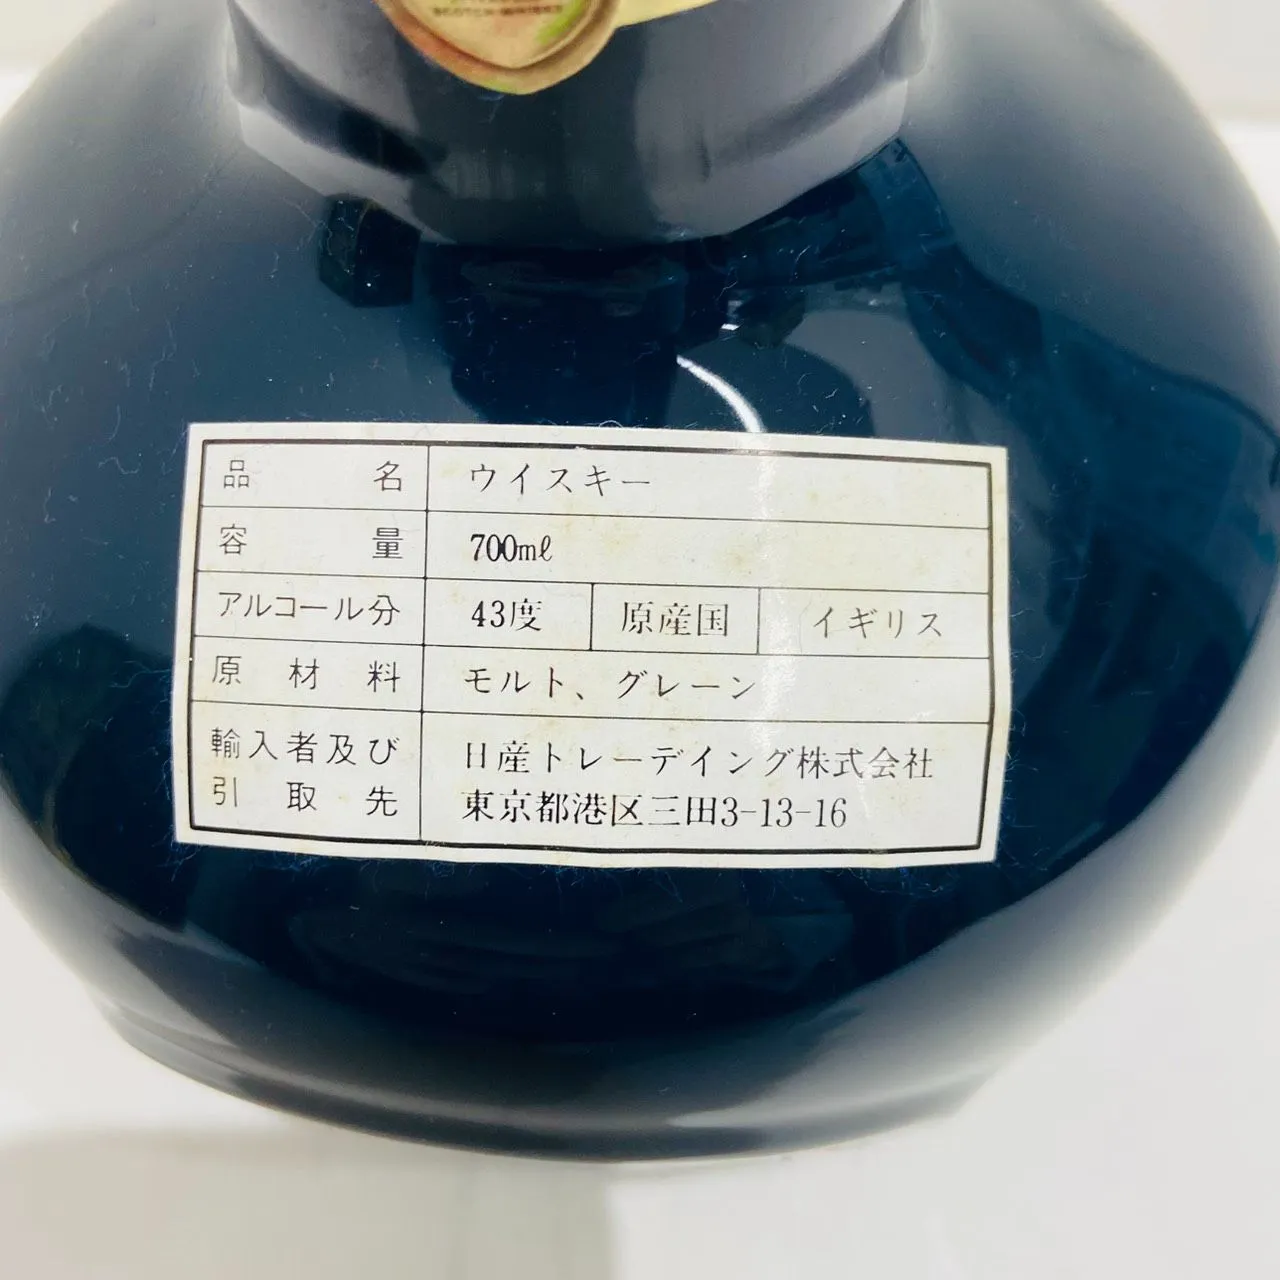 SCOTCH WHISKY
品名 ウイスキー
容量 700mℓ
アルコール分 43度 原産国 イギリス
原材料 モルト、グレーン
輸入者及び引取先 日産トレーデイング株式会社
東京都港区三田3-13-16